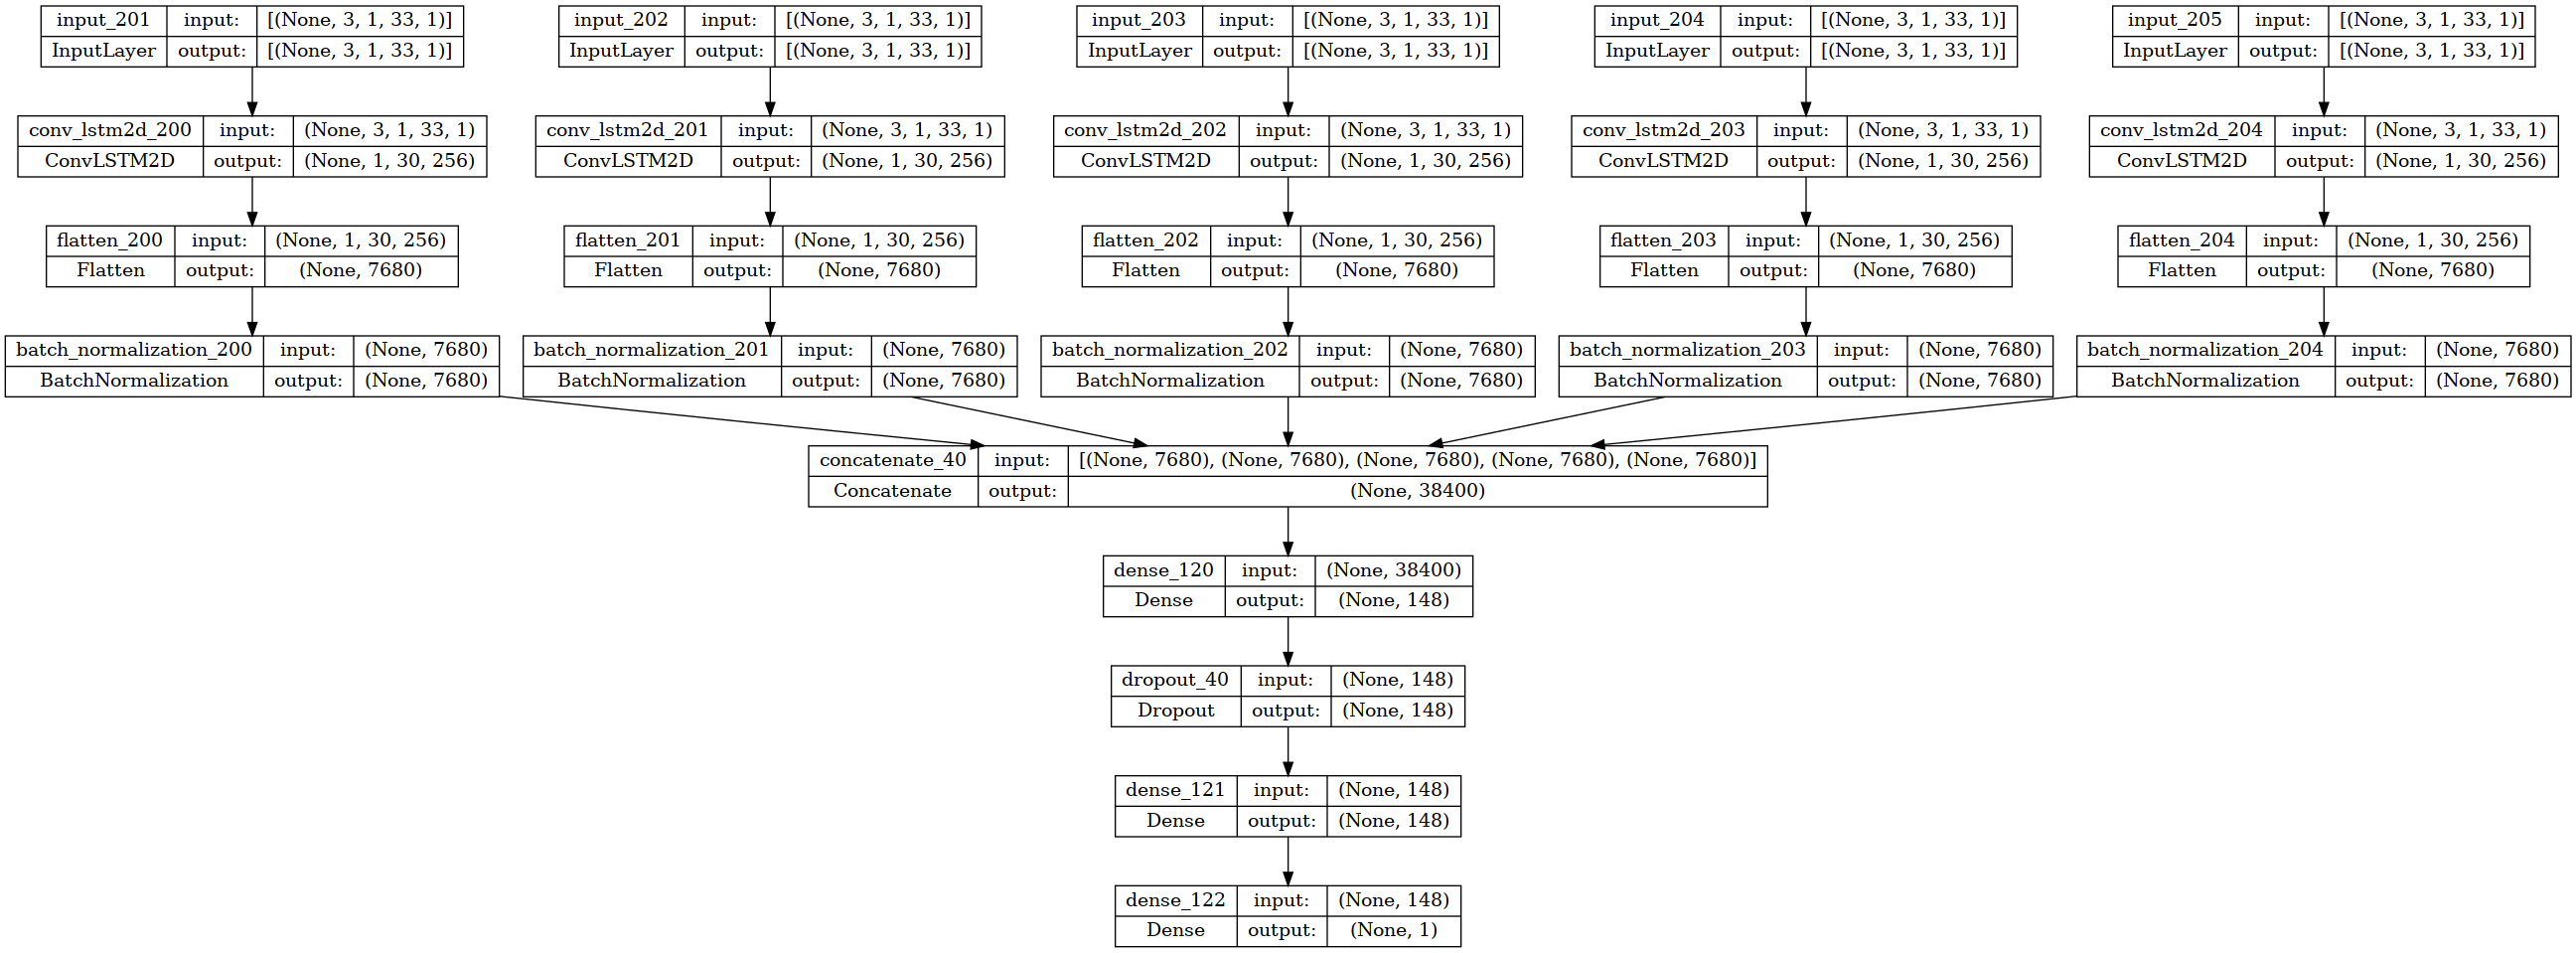 input_201 input: [(None, 3, 1, 33, 1)]
InputLayer output: [(None, 3, 1, 33, 1)]
input_202 input: [(None, 3, 1, 33, 1)]
InputLayer output: [(None, 3, 1, 33, 1)]
input_203 input: [(None, 3, 1, 33, 1)]
InputLayer output: [(None, 3, 1, 33, 1)]
input_204 input: [(None, 3, 1, 33, 1)]
InputLayer output: [(None, 3, 1, 33, 1)]
input_205 input: [(None, 3, 1, 33, 1)]
InputLayer output: [(None, 3, 1, 33, 1)]
conv_lstm2d_200 input: (None, 3, 1, 33, 1)
ConvLSTM2D output: (None, 1, 30, 256)
conv_lstm2d_201 input: (None, 3, 1, 33, 1)
ConvLSTM2D output: (None, 1, 30, 256)
conv_lstm2d_202 input: (None, 3, 1, 33, 1)
ConvLSTM2D output: (None, 1, 30, 256)
conv_lstm2d_203 input: (None, 3, 1, 33, 1)
ConvLSTM2D output: (None, 1, 30, 256)
conv_lstm2d_204 input: (None, 3, 1, 33, 1)
ConvLSTM2D output: (None, 1, 30, 256)
flatten_200 input: (None, 1, 30, 256)
Flatten output: (None, 7680)
flatten_201 input: (None, 1, 30, 256)
Flatten output: (None, 7680)
flatten_202 input: (None, 1, 30, 256)
Flatten output: (None, 7680)
flatten_203 input: (None, 1, 30, 256)
Flatten output: (None, 7680)
flatten_204 input: (None, 1, 30, 256)
Flatten output: (None, 7680)
batch_normalization_200 input: (None, 7680)
BatchNormalization output: (None, 7680)
batch_normalization_201 input: (None, 7680)
BatchNormalization output: (None, 7680)
batch_normalization_202 input: (None, 7680)
BatchNormalization output: (None, 7680)
batch_normalization_203 input: (None, 7680)
BatchNormalization output: (None, 7680)
batch_normalization_204 input: (None, 7680)
BatchNormalization output: (None, 7680)
concatenate_40 input: [(None, 7680), (None, 7680), (None, 7680), (None, 7680), (None, 7680)]
Concatenate output: (None, 38400)
dense_120 input: (None, 38400)
Dense output: (None, 148)
dropout_40 input: (None, 148)
Dropout output: (None, 148)
dense_121 input: (None, 148)
Dense output: (None, 148)
dense_122 input: (None, 148)
Dense output: (None, 1)